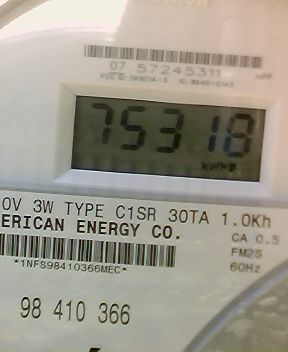 07 57245311
75318
kWH
OV 3W TYPE C1SR 30TA 1.0Kh
ERICAN ENERGY CO.
CA 0.5
*1NFS98410366MEC*
FM2S
60Hz
98 410 366